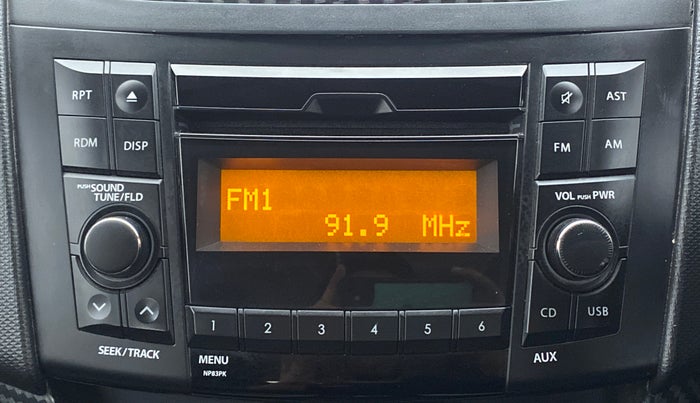 RPT
AST
RDM
DISP
FM
AM
PUSH SOUND
TUNE/FLD
VOL PUSH PWR
FM1
91.9 MHz
1 2 3 4 5 6
CD
USB
SEEK/TRACK
MENU
NP83PK
AUX